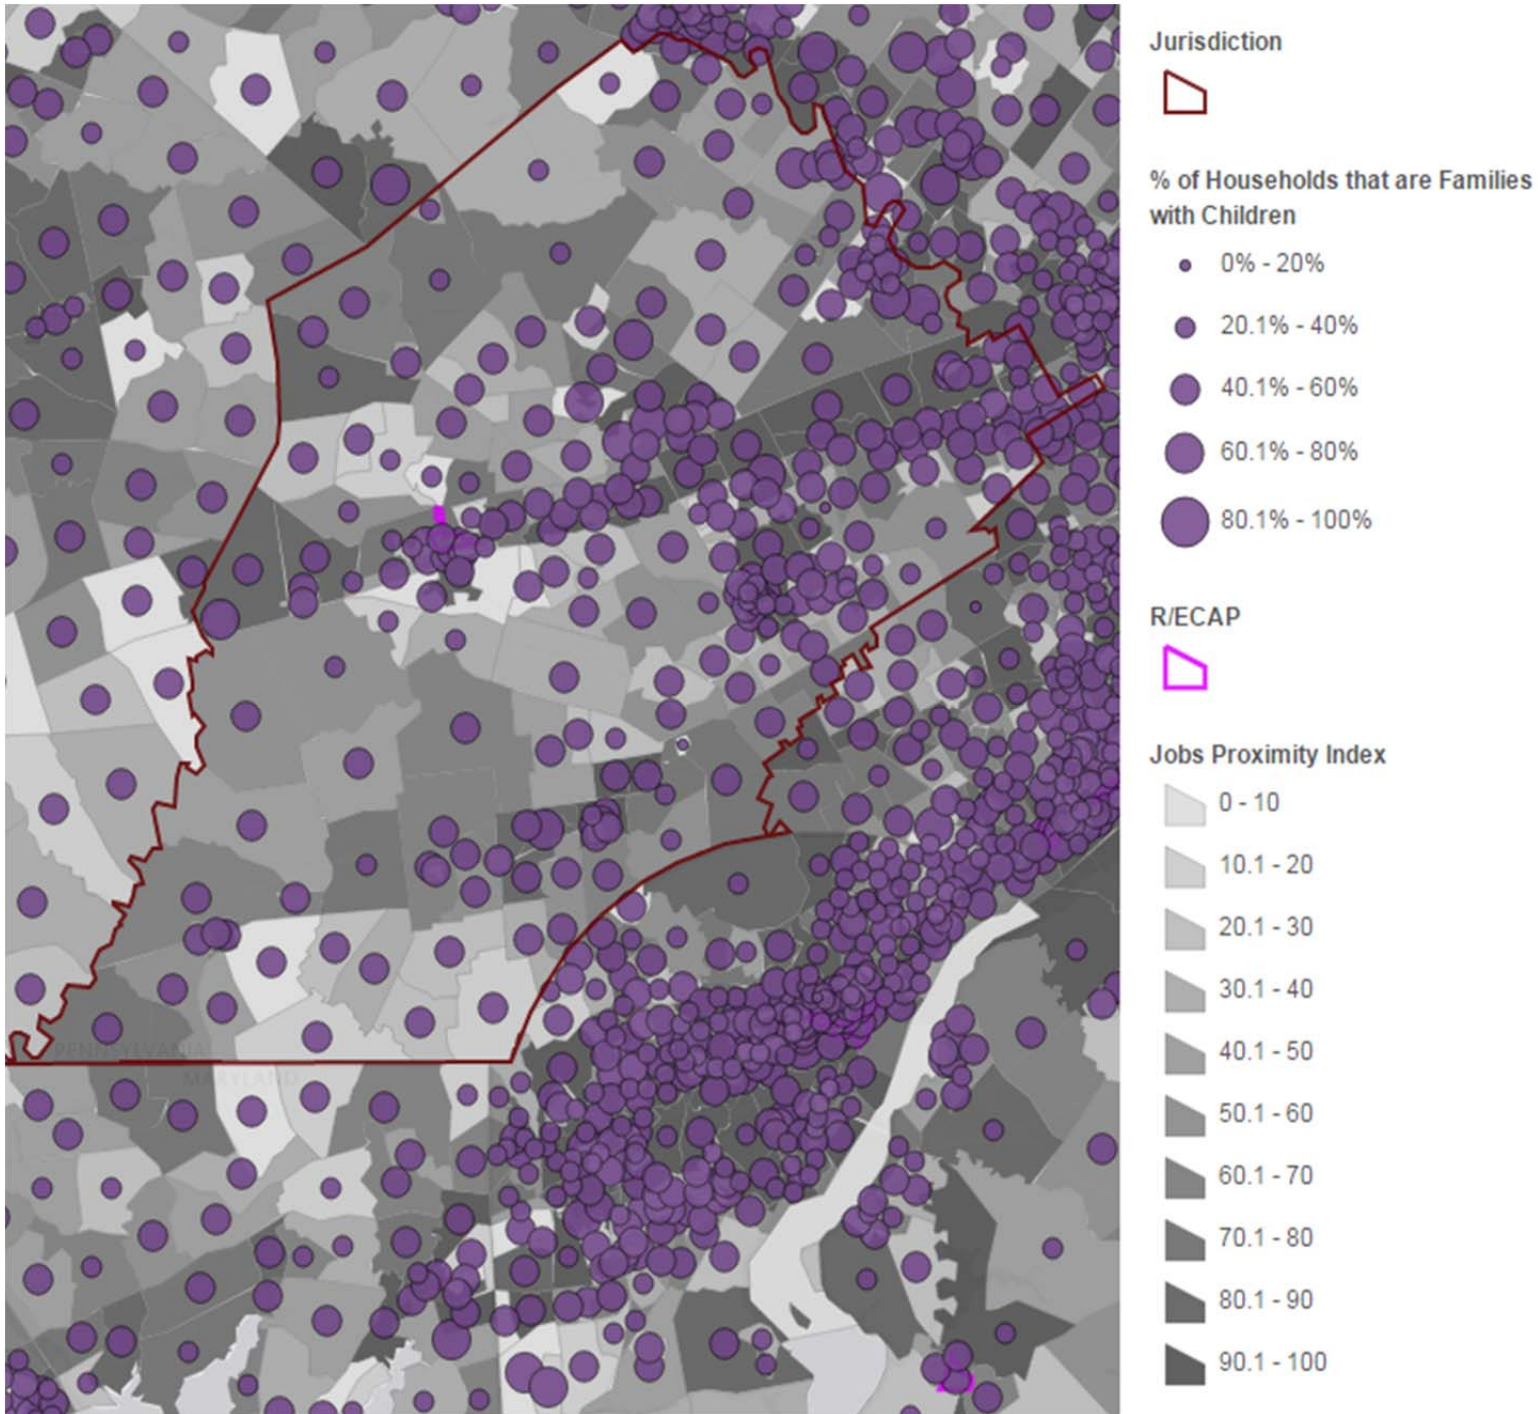 Jurisdiction
% of Households that are Families
with Children
0% - 20%
20.1% - 40%
40.1% - 60%
60.1% - 80%
80.1% - 100%
R/ECAP
Jobs Proximity Index
0 - 10
10.1 - 20
20.1 - 30
30.1 - 40
40.1 - 50
50.1 - 60
60.1 - 70
70.1 - 80
80.1 - 90
90.1 - 100
PENNSYLVANIA
MARYLAND